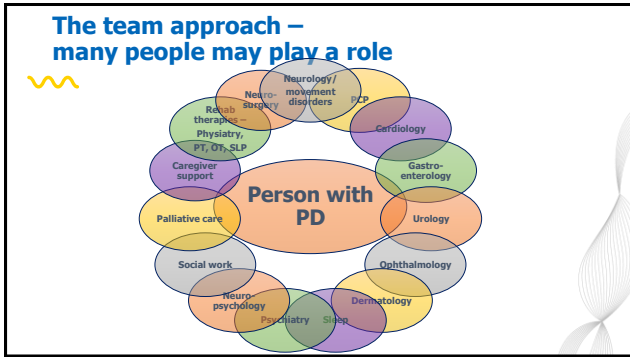 The team approach –
many people may play a role
Neurology/
movement
disorders
PCP
Cardiology
Gastro-
enterology
Urology
Ophthalmology
Dermatology
Sleep
Psychiatry
Neuro-
psychology
Social work
Palliative care
Caregiver
support
Rehab
therapies –
Physiatry,
PT, OT, SLP
Neuro-
surgery
Person with
PD